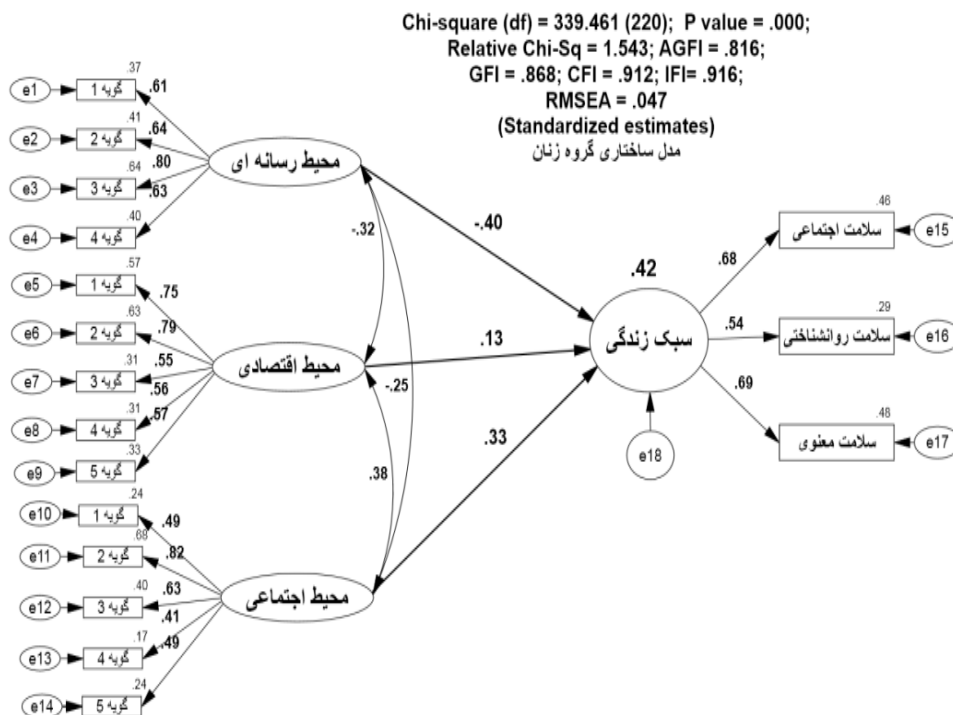 Chi-square (df) = 339.461 (220); P value = .000;
Relative Chi-Sq = 1.543; AGFI = .816;
GFI = .868; CFI = .912; IFI= .916;
RMSEA = .047
(Standardized estimates)
مدل ساختاری گروه زنان
.37
e1
گویه 1
.61
.41
e2
گویه 2
.64
.64
e3
گویه 3
.80
.40
e4
گویه 4
.63
محیط رسانه ای
.57
e5
گویه 1
.75
.63
e6
گویه 2
.79
.31
e7
گویه 3
.55
.31
e8
گویه 4
.56
.33
e9
گویه 5
.57
محیط اقتصادی
.24
e10
گویه 1
.49
.68
e11
گویه 2
.82
.40
e12
گویه 3
.63
.17
e13
گویه 4
.41
.24
e14
گویه 5
.49
محیط اجتماعی
-.32
-.25
.38
-.40
.13
.33
.42
سبک زندگی
e18
.68
.46
سلامت اجتماعی
e15
.54
.29
سلامت روانشناختی
e16
.69
.48
سلامت معنوی
e17